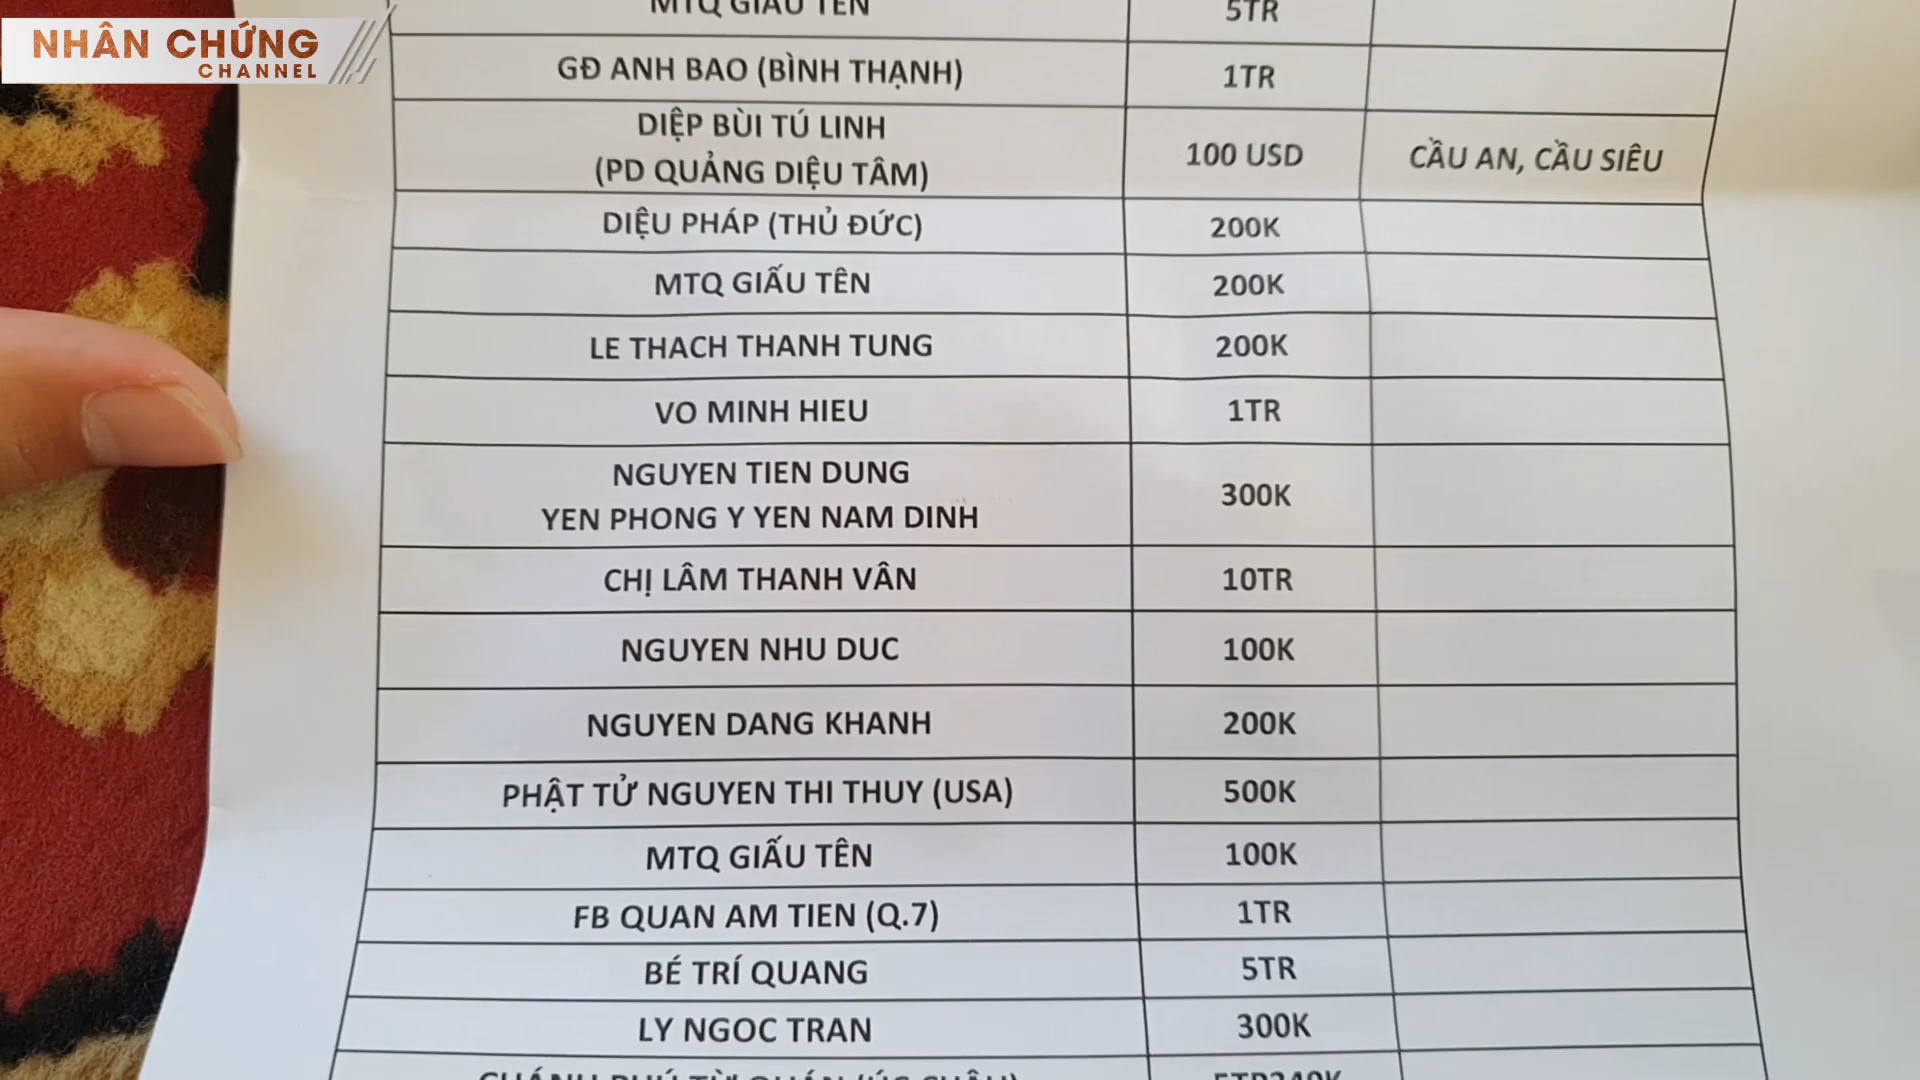 NHÂN CHỨNG
CHANNEL
MTQ GIẤU TÊN 5TR
GĐ ANH BAO (BÌNH THẠNH) 1TR
DIỆP BÙI TÚ LINH
(PD QUẢNG DIỆU TÂM) 100 USD CẦU AN, CẦU SIÊU
DIỆU PHÁP (THỦ ĐỨC) 200K
MTQ GIẤU TÊN 200K
LE THACH THANH TUNG 200K
VO MINH HIEU 1TR
NGUYEN TIEN DUNG
YEN PHONG Y YEN NAM DINH 300K
CHỊ LÂM THANH VÂN 10TR
NGUYEN NHU DUC 100K
NGUYEN DANG KHANH 200K
PHẬT TỬ NGUYEN THI THUY (USA) 500K
MTQ GIẤU TÊN 100K
FB QUAN AM TIEN (Q.7) 1TR
BÉ TRÍ QUANG 5TR
LY NGOC TRAN 300K